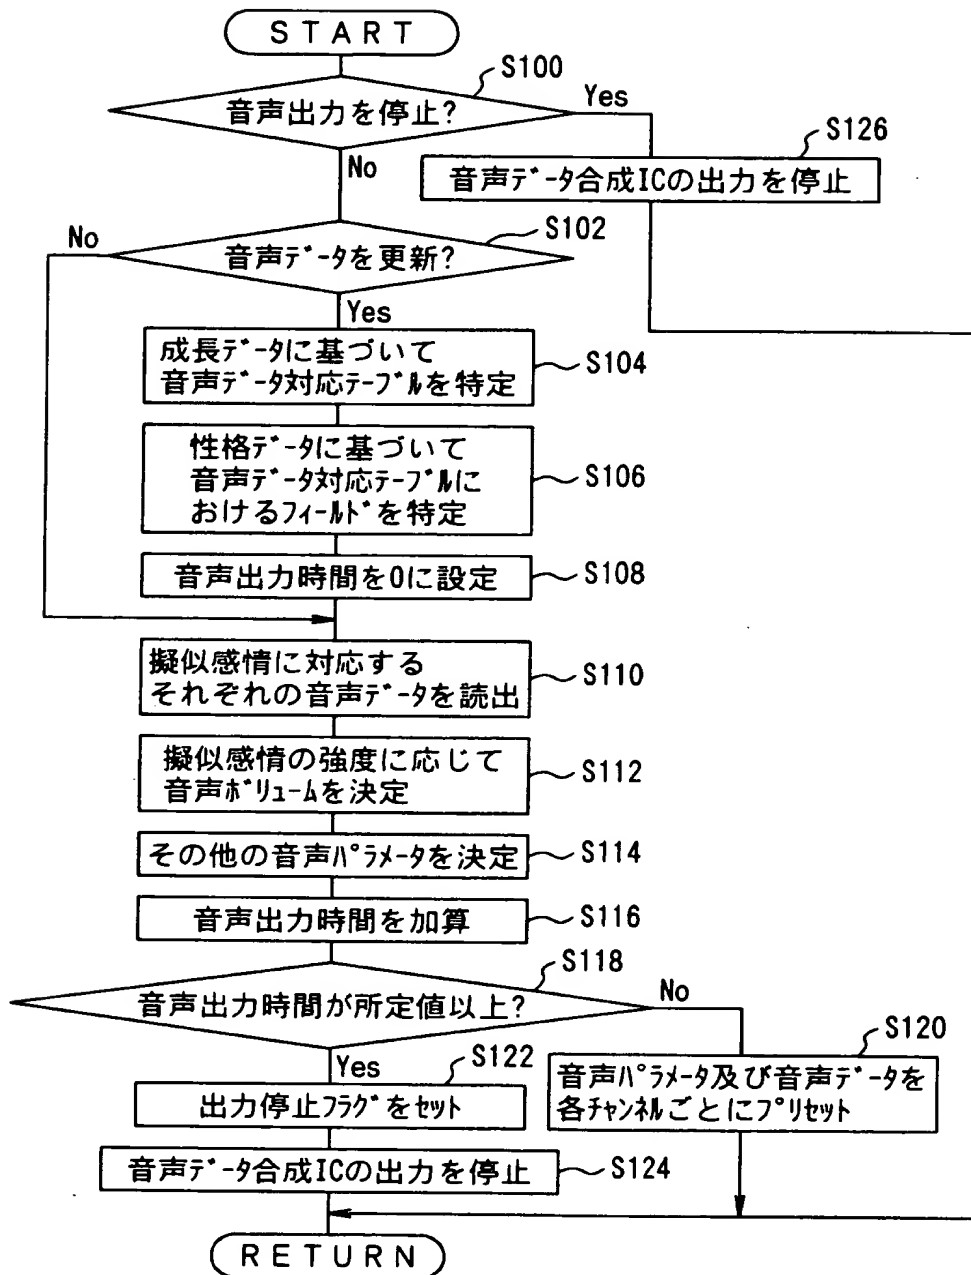 START
S100
音声出力を停止?
Yes
S126
音声データ合成ICの出力を停止
No
S102
No
音声データを更新?
Yes
成長データに基づいて
音声データ対応テーブルを特定
S104
性格データに基づいて
音声データ対応テーブルに
おけるフィールドを特定
S106
音声出力時間を0に設定
S108
擬似感情に対応する
それぞれの音声データを読出
S110
擬似感情の強度に応じて
音声ボリュームを決定
S112
その他の音声パラメータを決定
S114
音声出力時間を加算
S116
S118
音声出力時間が所定値以上?
No
S120
Yes
S122
音声パラメータ及び音声データを
各チャンネルごとにプリセット
出力停止フラグをセット
音声データ合成ICの出力を停止
S124
RETURN